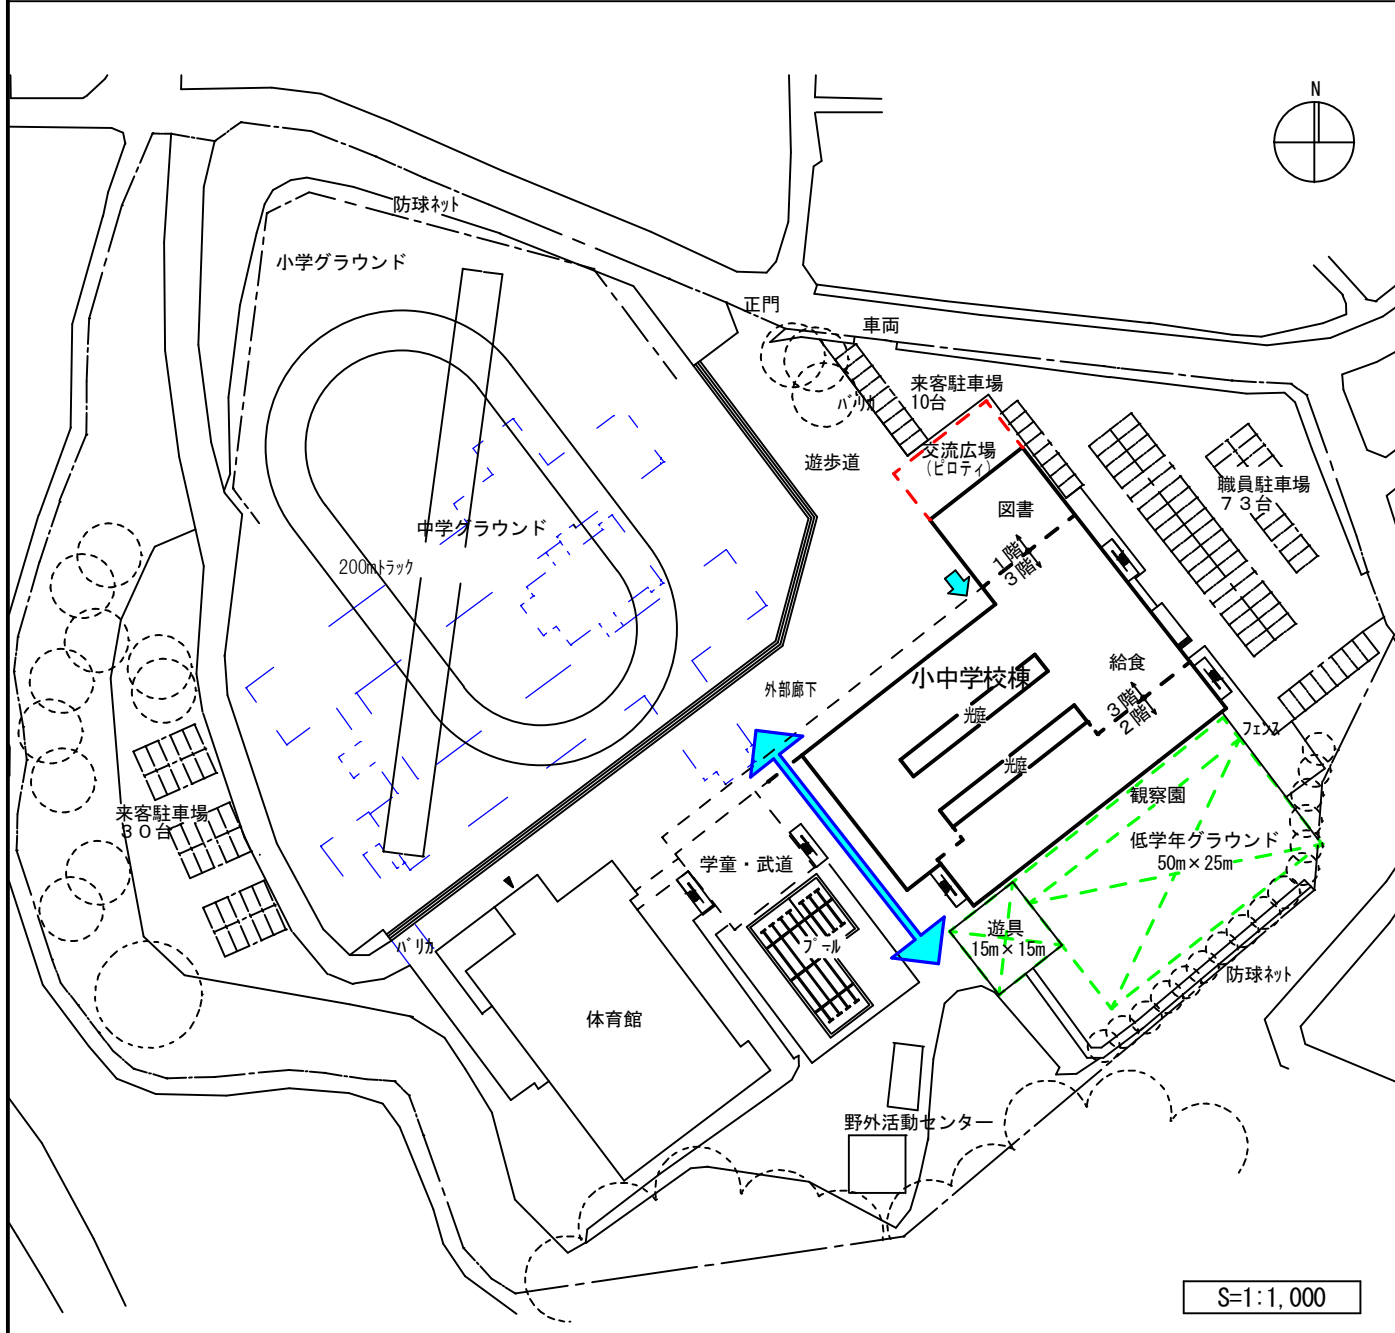 N
防球ネット
小学グラウンド
正門
車両
来客駐車場
10台
バリカ
交流広場
(ピロティ)
遊歩道
職員駐車場
73台
図書
1階
3階
中学グラウンド
200mトラック
給食
小中学校棟
外部廊下
3階
2階
光庭
フェンス
光庭
観察園
来客駐車場
30台
低学年グラウンド
50m×25m
学童・武道
遊具
15m×15m
プール
バリカ
防球ネット
体育館
野外活動センター
S=1:1,000